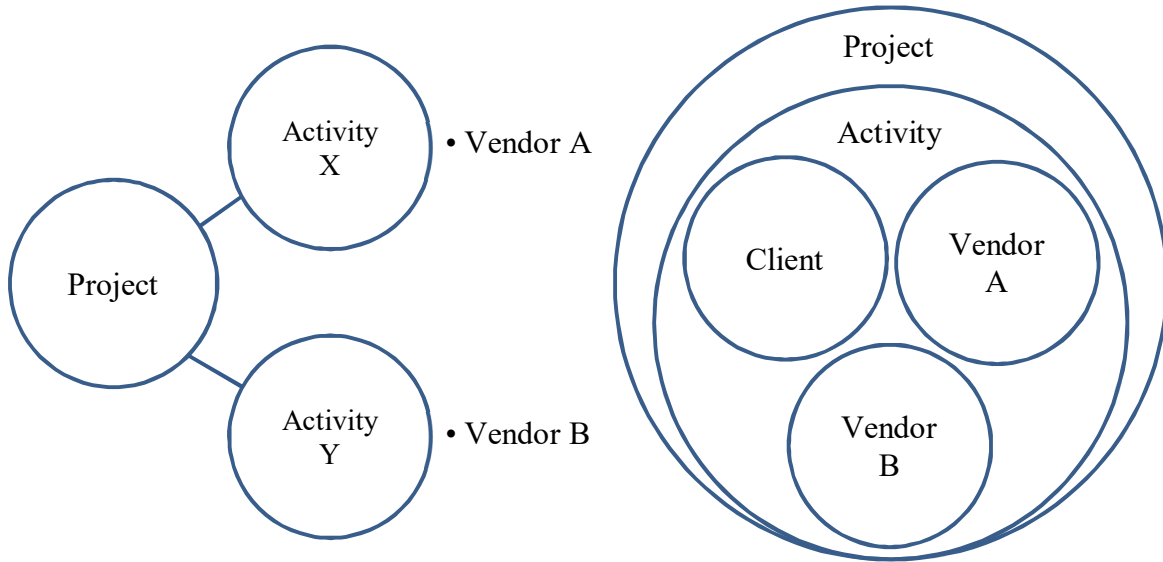 Activity
X
• Vendor A
Project
Activity
Y
• Vendor B
Project
Activity
Client
Vendor
A
Vendor
B